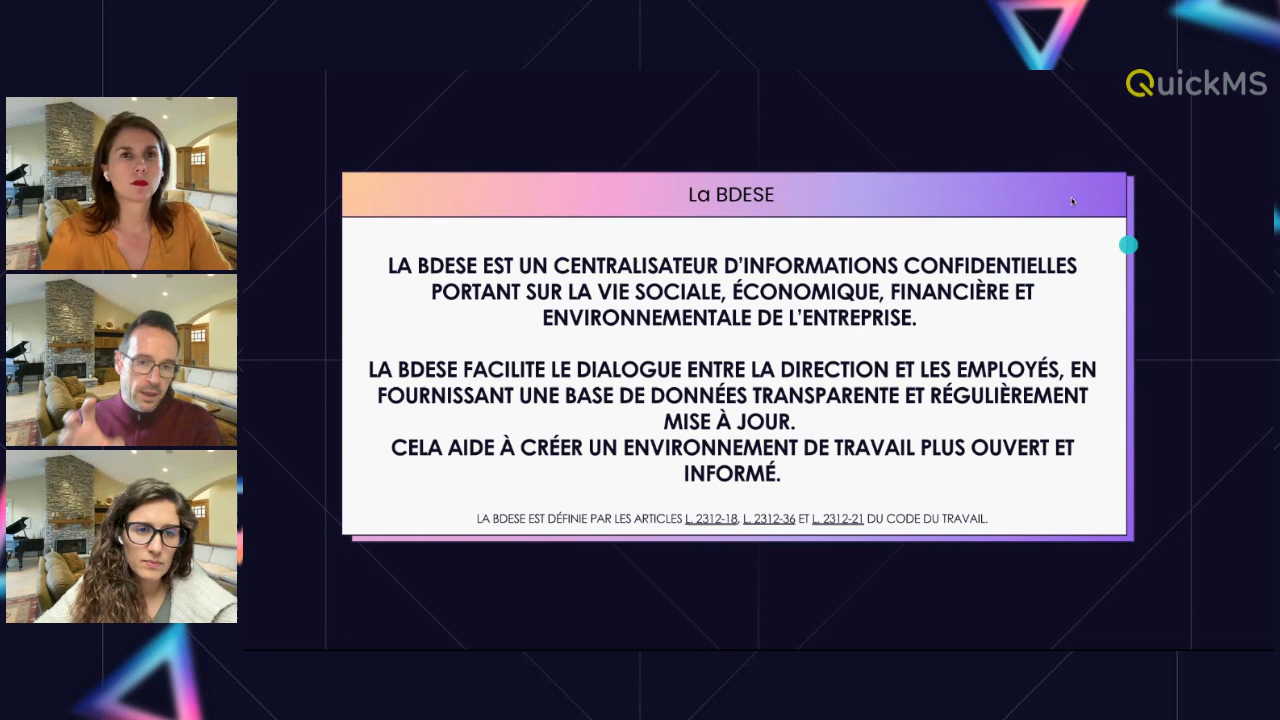 QuickMS
La BDESE
LA BDESE EST UN CENTRALISATEUR D'INFORMATIONS CONFIDENTIELLES
PORTANT SUR LA VIE SOCIALE, ÉCONOMIQUE, FINANCIÈRE ET
ENVIRONNEMENTALE DE L'ENTREPRISE.
LA BDESE FACILITE LE DIALOGUE ENTRE LA DIRECTION ET LES EMPLOYÉS, EN
FOURNISSANT UNE BASE DE DONNÉES TRANSPARENTE ET RÉGULIÈREMENT
MISE À JOUR.
CELA AIDE À CRÉER UN ENVIRONNEMENT DE TRAVAIL PLUS OUVERT ET
INFORMÉ.
LA BDESE EST DÉFINIE PAR LES ARTICLES L. 2312-18, L. 2312-36 ET L. 2312-21 DU CODE DU TRAVAIL.